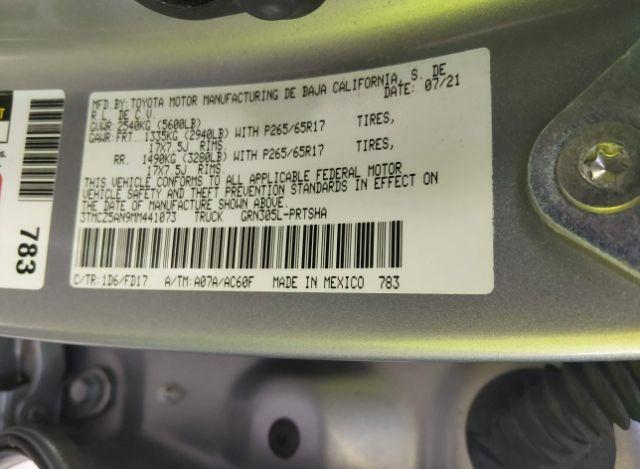 MFD.BY:TOYOTA MOTOR MANUFACTURING DE BAJA CALIFORNIA, S. DE
R.L. DE C.V. DATE: 07/21
GVWR 2540KG (5600LB)
GAWR:FRT. 1335KG (2940LB) WITH P265/65R17 TIRES,
17X7.5J RIMS.
RR. 1490KG (3280LB) WITH P265/65R17 TIRES,
17X7.5J RIMS.
THIS VEHICLE CONFORMS TO ALL APPLICABLE FEDERAL MOTOR
VEHICLE SAFETY AND THEFT PREVENTION STANDARDS IN EFFECT ON
THE DATE OF MANUFACTURE SHOWN ABOVE.
3TMCZ5AN9MM441073 TRUCK GRN305L-PRTSHA
C/TR:1D6/FD17 A/TM:A07A/AC60F MADE IN MEXICO 783
783